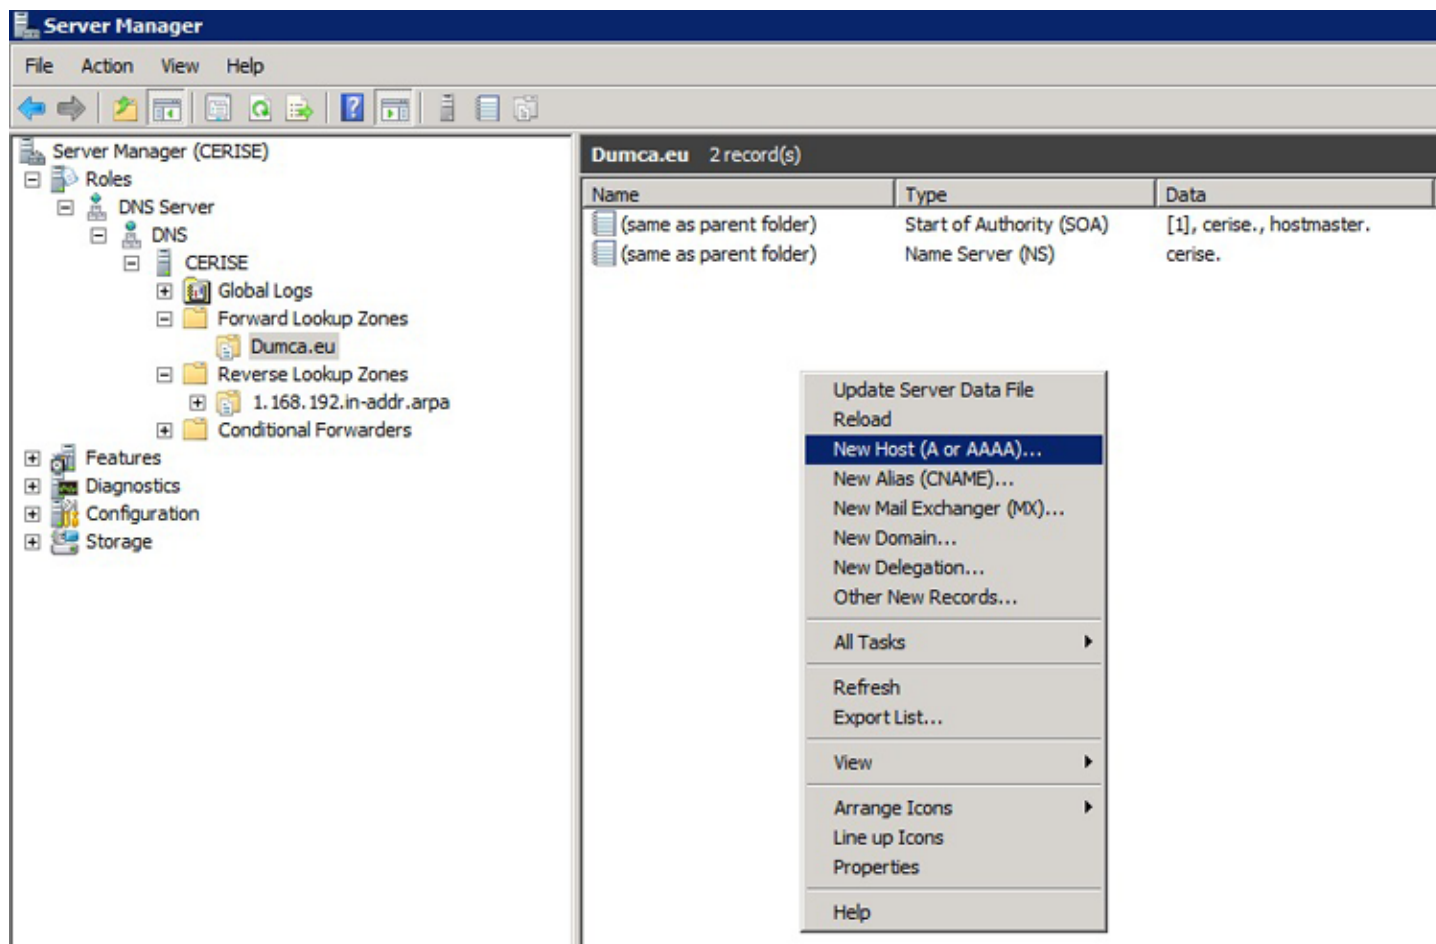 Server Manager
File Action View Help
Server Manager (CERISE)
Roles
DNS Server
DNS
CERISE
Global Logs
Forward Lookup Zones
Dumca.eu
Reverse Lookup Zones
1.168.192.in-addr.arpa
Conditional Forwarders
Features
Diagnostics
Configuration
Storage
Dumca.eu 2 record(s)
Name Type Data
(same as parent folder) Start of Authority (SOA) [1], cerise., hostmaster.
(same as parent folder) Name Server (NS) cerise.
Update Server Data File
Reload
New Host (A or AAAA)...
New Alias (CNAME)...
New Mail Exchanger (MX)...
New Domain...
New Delegation...
Other New Records...
All Tasks
Refresh
Export List...
View
Arrange Icons
Line up Icons
Properties
Help